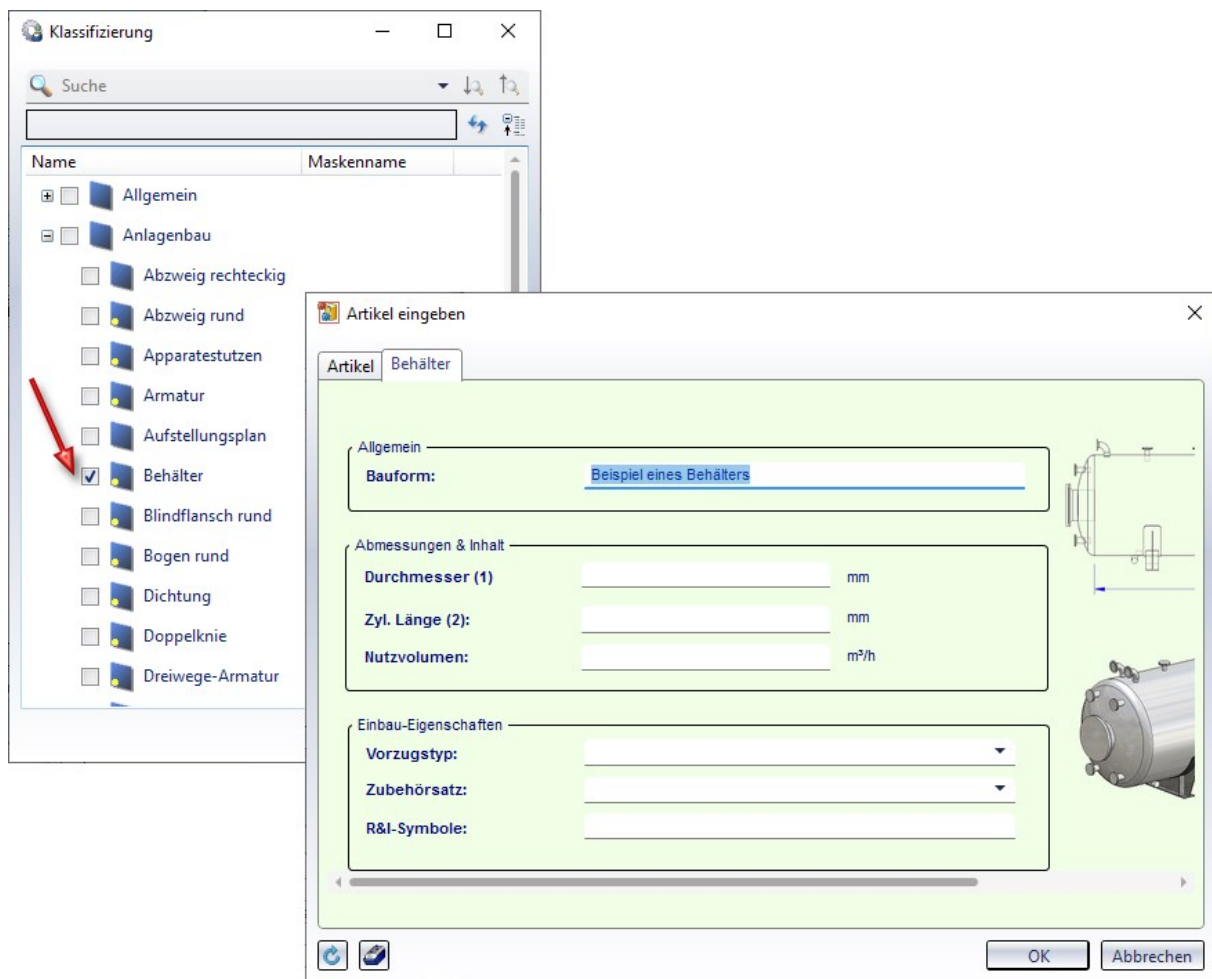 Klassifizierung
Suche
Name Maskenname
Allgemein
Anlagenbau
Abzweig rechteckig
Abzweig rund
Apparatestutzen
Armatur
Aufstellungsplan
Behälter
Blindflansch rund
Bogen rund
Dichtung
Doppelknie
Dreiwege-Armatur
Artikel eingeben
Artikel Behälter
Allgemein
Bauform: Beispiel eines Behälters
Abmessungen & Inhalt
Durchmesser (1) mm
Zyl. Länge (2): mm
Nutzvolumen: m³/h
Einbau-Eigenschaften
Vorzugstyp:
Zubehörsatz:
R&I-Symbole:
OK Abbrechen